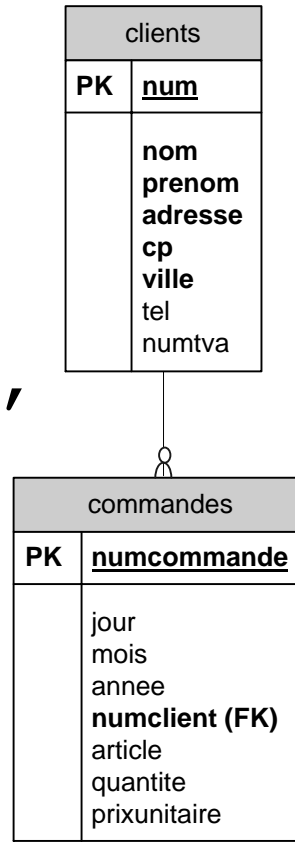 clients
PK num
nom
prenom
adresse
cp
ville
tel
numtva
,
commandes
PK numcommande
jour
mois
annee
numclient (FK)
article
quantite
prixunitaire